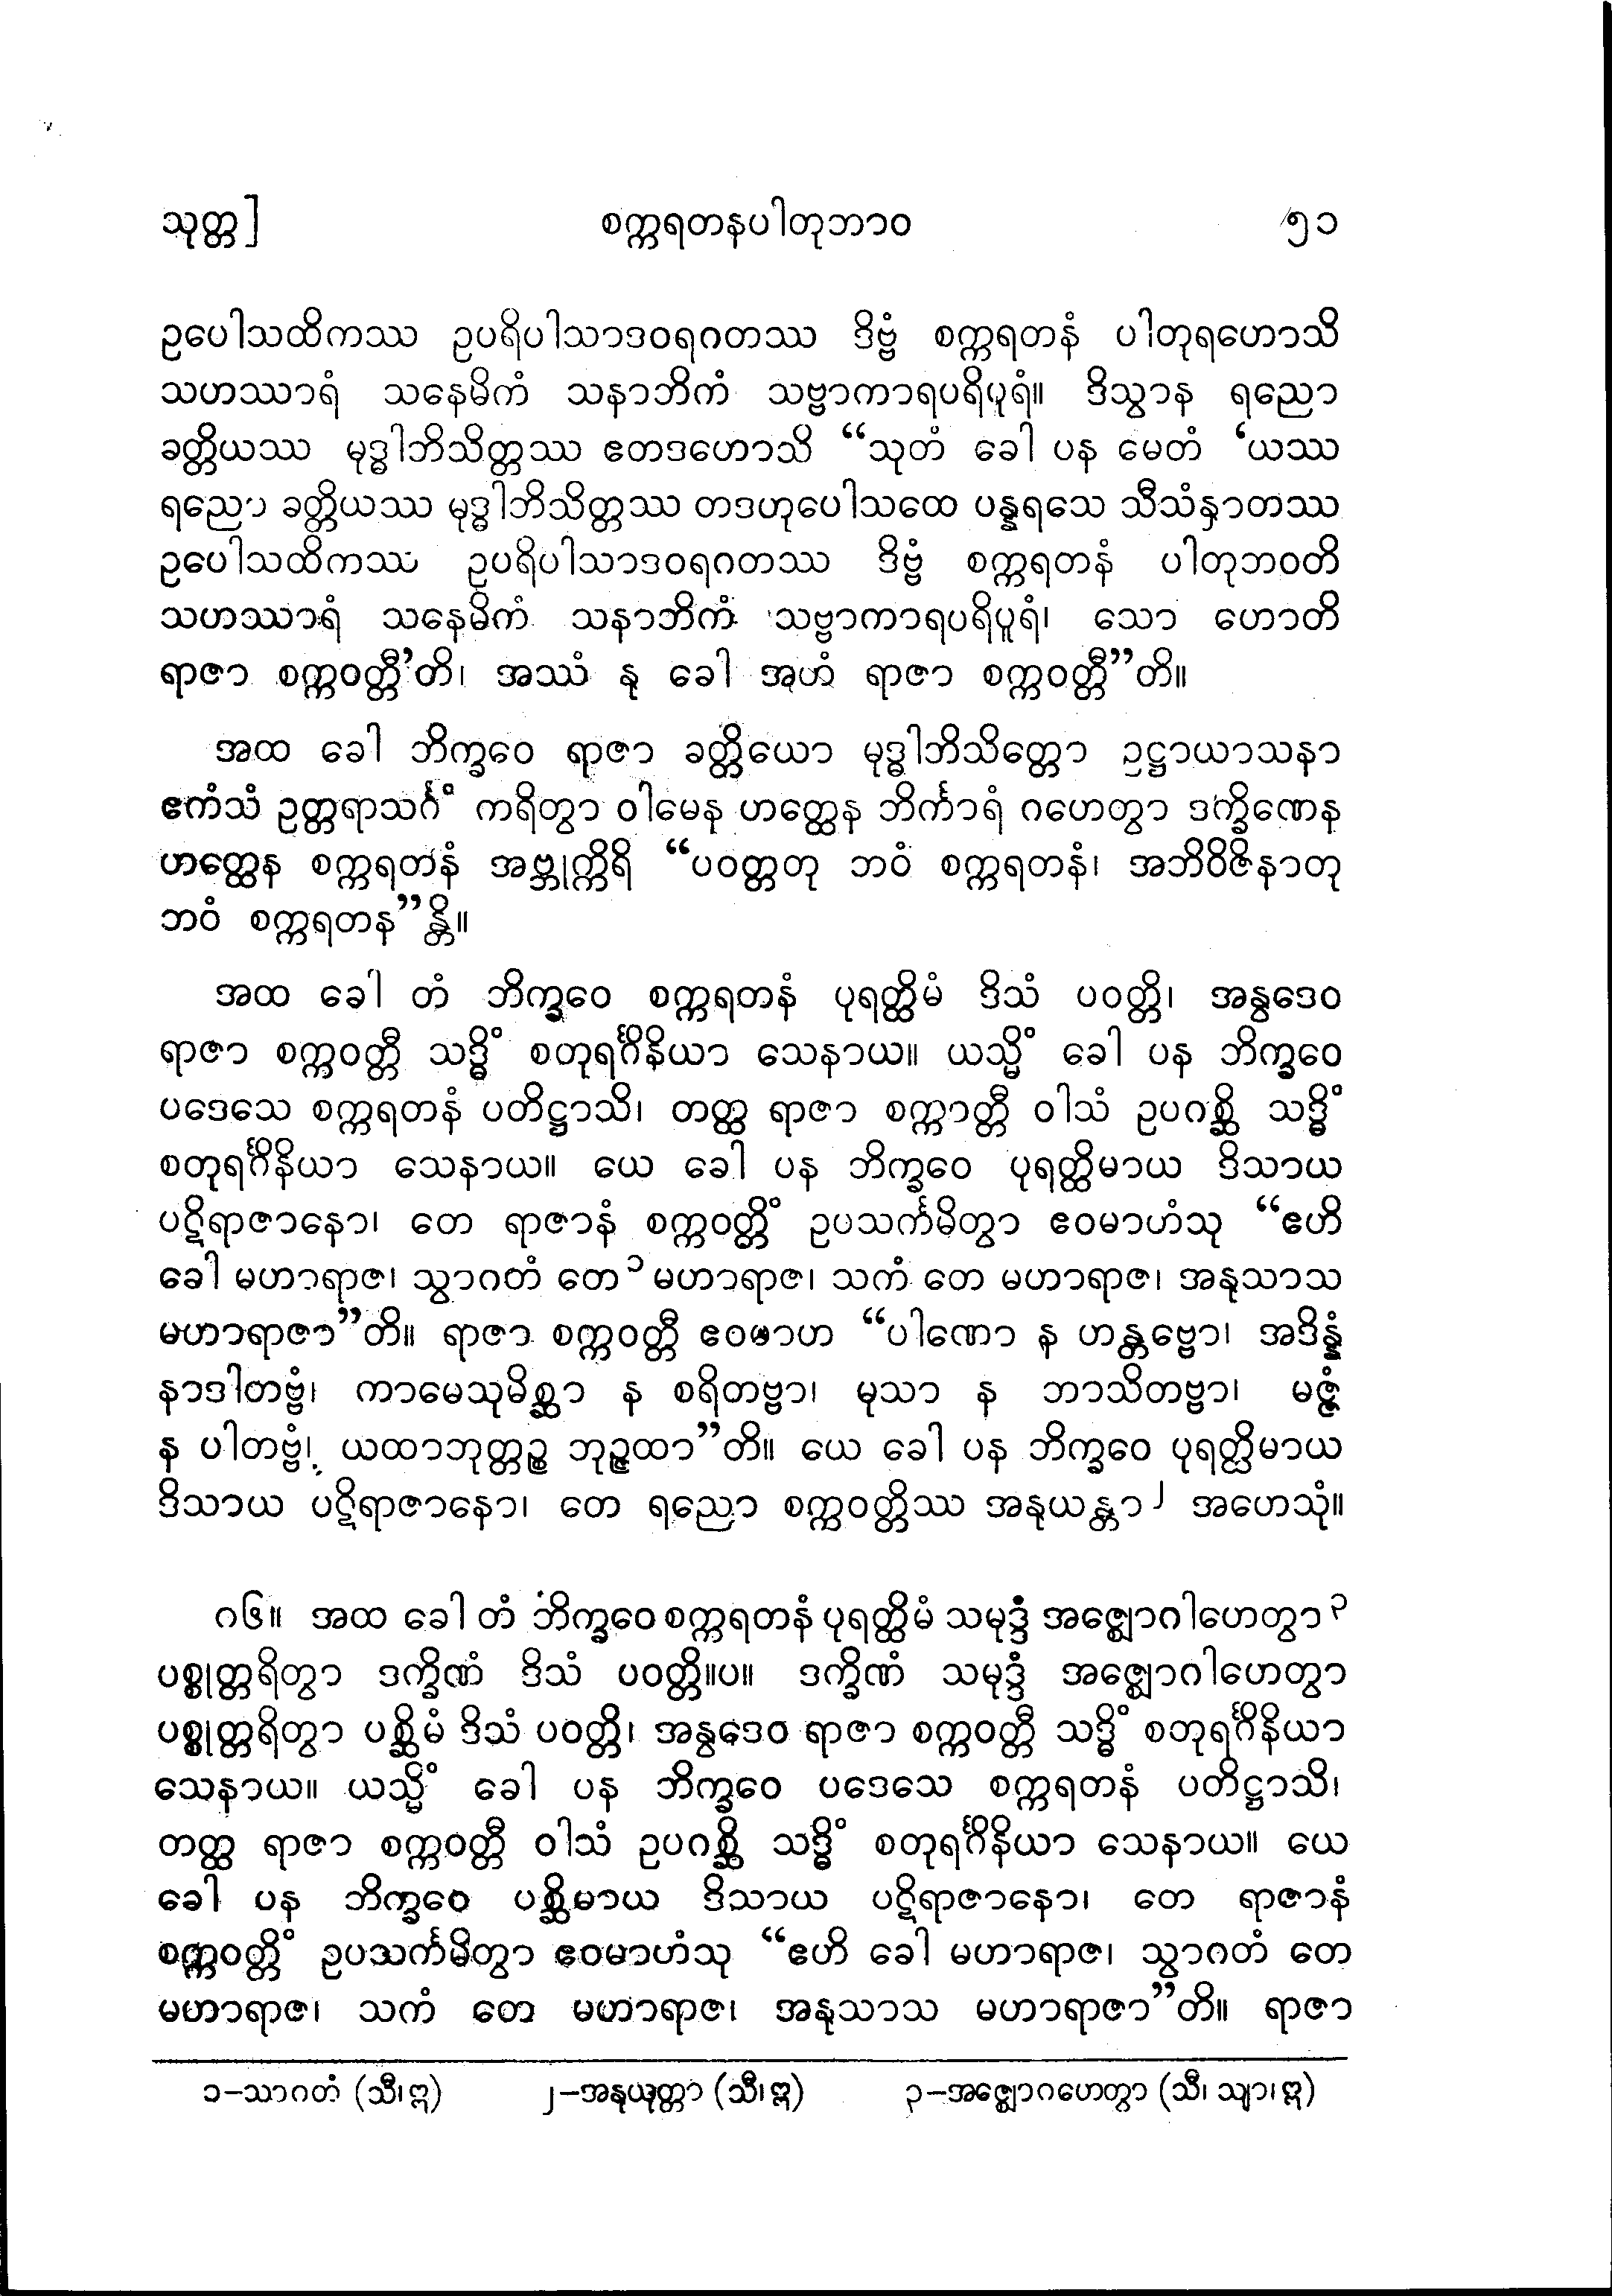 သုတ္တ] စက္ကရတနပါတုဘာဝ ၅၁
ဥပေါသထိကဿ ဥပရိပါသာဒဝရဂတဿ ဒိဗ္ဗံ စက္ကရတနံ ပါတုရဟောသိ
သဟဿာရံ သနေမိကံ သနာဘိကံ သဗ္ဗာကာရပရိပူရံ။ ဒိသွာန ရညော
ခတ္တိယဿ မုဒ္ဓါဘိသိတ္တဿ ဧတဒဟောသိ “သုတံ ခေါ ပန မေတံ ‘ယဿ
ရညော ခတ္တိယဿ မုဒ္ဓါဘိသိတ္တဿ တဒဟုပေါသထေ ပန္နရသေ သီသံနှာတဿ
ဥပေါသထိကဿ ဥပရိပါသာဒဝရဂတဿ ဒိဗ္ဗံ စက္ကရတနံ ပါတုဘဝတိ
သဟဿာရံ သနေမိကံ သနာဘိကံ သဗ္ဗာကာရပရိပူရံ၊ သော ဟောတိ
ရာဇာ စက္ကဝတ္တီ’တိ၊ အဿံ နု ခေါ အဟံ ရာဇာ စက္ကဝတ္တီ”တိ။
အထ ခေါ ဘိက္ခဝေ ရာဇာ ခတ္တိယော မုဒ္ဓါဘိသိတ္တော ဥဋ္ဌာယာသနာ
ဧကံသံ ဥတ္တရာသင်္ဂံ ကရိတွာ ဝါမေန ဟတ္ထေန ဘိင်္ကာရံ ဂဟေတွာ ဒက္ခိဏေန
ဟတ္ထေန စက္ကရတနံ အဗ္ဘုက္ကိရိ “ပဝတ္တတု ဘဝံ စက္ကရတနံ၊ အဘိဝိဇိနာတု
ဘဝံ စက္ကရတန”န္တိ။
အထ ခေါ တံ ဘိက္ခဝေ စက္ကရတနံ ပုရတ္ထိမံ ဒိသံ ပဝတ္တိ၊ အနွဒေဝ
ရာဇာ စက္ကဝတ္တီ သဒ္ဓိံ စတုရင်္ဂိနိယာ သေနာယ။ ယသ္မိံ ခေါ ပန ဘိက္ခဝေ
ပဒေသေ စက္ကရတနံ ပတိဋ္ဌာသိ၊ တတ္ထ ရာဇာ စက္ကာတ္တီ ဝါသံ ဥပဂစ္ဆိ သဒ္ဓိံ
စတုရင်္ဂိနိယာ သေနာယ။ ယေ ခေါ ပန ဘိက္ခဝေ ပုရတ္ထိမာယ ဒိသာယ
ပဋိရာဇာနော၊ တေ ရာဇာနံ စက္ကဝတ္တိံ ဥပသင်္ကမိတွာ ဧဝမာဟံသု “ဧဟိ
ခေါ မဟာရာဇ၊ သွာဂတံ တေ ၁ မဟာရာဇ၊ သကံ တေ မဟာရာဇ၊ အနုသာသ
မဟာရာဇာ”တိ။ ရာဇာ စက္ကဝတ္တီ ဧဝမာဟ “ပါဏော န ဟန္တဗ္ဗော၊ အဒိန္နံ
နာဒါတဗ္ဗံ၊ ကာမေသုမိစ္ဆာ န စရိတဗ္ဗာ၊ မုသာ န ဘာသိတဗ္ဗာ၊ မဇ္ဇံ
န ပါတဗ္ဗံ၊ ယထာဘုတ္တဉ္စ ဘုဉ္ဇထာ”တိ။ ယေ ခေါ ပန ဘိက္ခဝေ ပုရတ္ထိမာယ
ဒိသာယ ပဋိရာဇာနော၊ တေ ရညော စက္ကဝတ္တိဿ အနုယန္တာ ၂ အဟေသုံ။
၈၆။ အထ ခေါ တံ ဘိက္ခဝေ စက္ကရတနံ ပုရတ္ထိမံ သမုဒ္ဒံ အဇ္ဈောဂါဟေတွာ ၃
ပစ္စုတ္တရိတွာ ဒက္ခိဏံ ဒိသံ ပဝတ္တိ။ပ။ ဒက္ခိဏံ သမုဒ္ဒံ အဇ္ဈောဂါဟေတွာ
ပစ္စုတ္တရိတွာ ပစ္ဆိမံ ဒိသံ ပဝတ္တိ၊ အနွဒေဝ ရာဇာ စက္ကဝတ္တီ သဒ္ဓိံ စတုရင်္ဂိနိယာ
သေနာယ။ ယသ္မိံ ခေါ ပန ဘိက္ခဝေ ပဒေသေ စက္ကရတနံ ပတိဋ္ဌာသိ၊
တတ္ထ ရာဇာ စက္ကဝတ္တီ ဝါသံ ဥပဂစ္ဆိ သဒ္ဓိံ စတုရင်္ဂိနိယာ သေနာယ။ ယေ
ခေါ ပန ဘိက္ခဝေ ပစ္ဆိမာယ ဒိသာယ ပဋိရာဇာနော၊ တေ ရာဇာနံ
စက္ကဝတ္တိံ ဥပသင်္ကမိတွာ ဧဝမာဟံသု “ဧဟိ ခေါ မဟာရာဇ၊ သွာဂတံ တေ
မဟာရာဇ၊ သကံ တေ မဟာရာဇ၊ အနုသာသ မဟာရာဇာ”တိ။ ရာဇာ
၁–သာဂတံ (သီ၊ဣ) ၂–အနုယုတ္တာ (သီ၊ဣ) ၃–အဇ္ဈောဂဟေတွာ (သီ၊ သျာ၊ဣ)